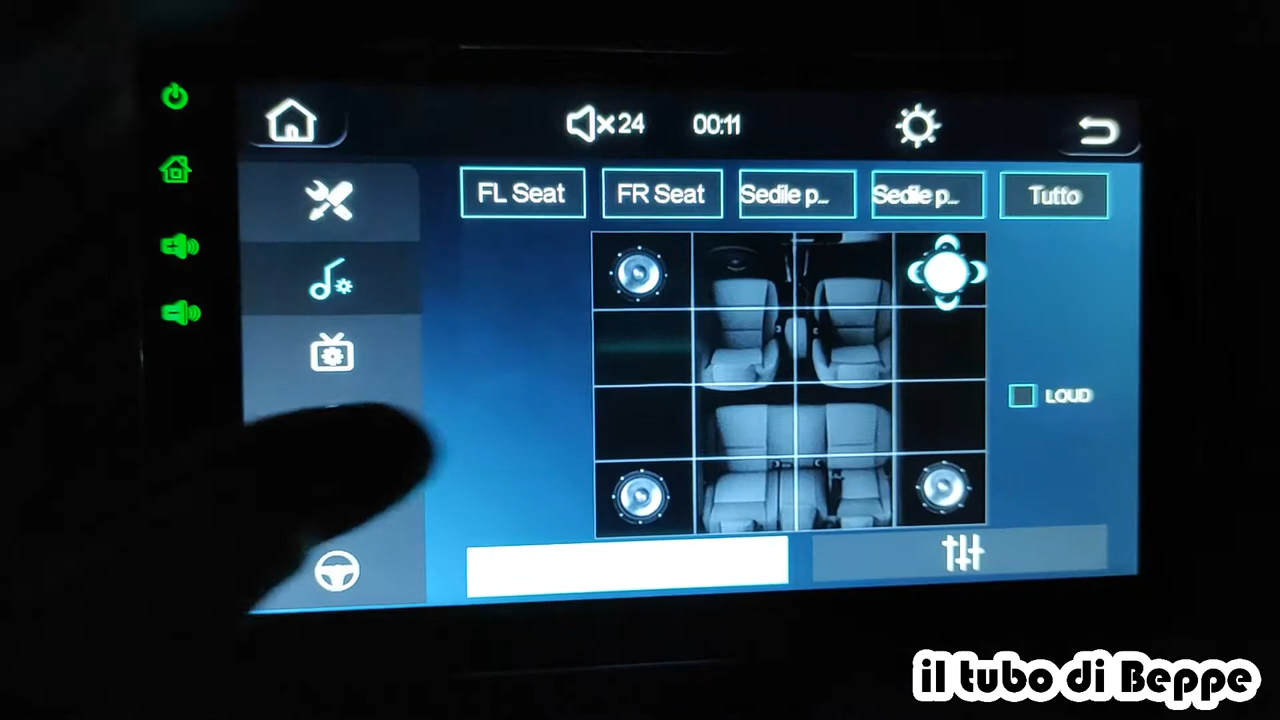 24
00:11
FL Seat
FR Seat
Sedile p...
Sedile p...
Tutto
LOUD
il tubo di Beppe